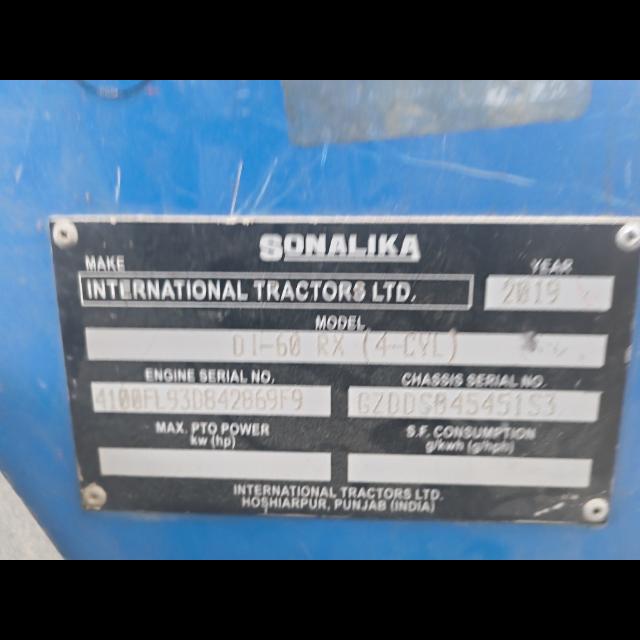 SONALIKA
MAKE YEAR
INTERNATIONAL TRACTORS LTD. 2019
MODEL
DI-60 RX (4-CYL)
ENGINE SERIAL NO. CHASSIS SERIAL NO.
4100FL93D842869F9 GZDDS845451S3
MAX. PTO POWER S.F. CONSUMPTION
kw (hp) g/kwh (g/hph)
INTERNATIONAL TRACTORS LTD.
HOSHIARPUR, PUNJAB (INDIA)